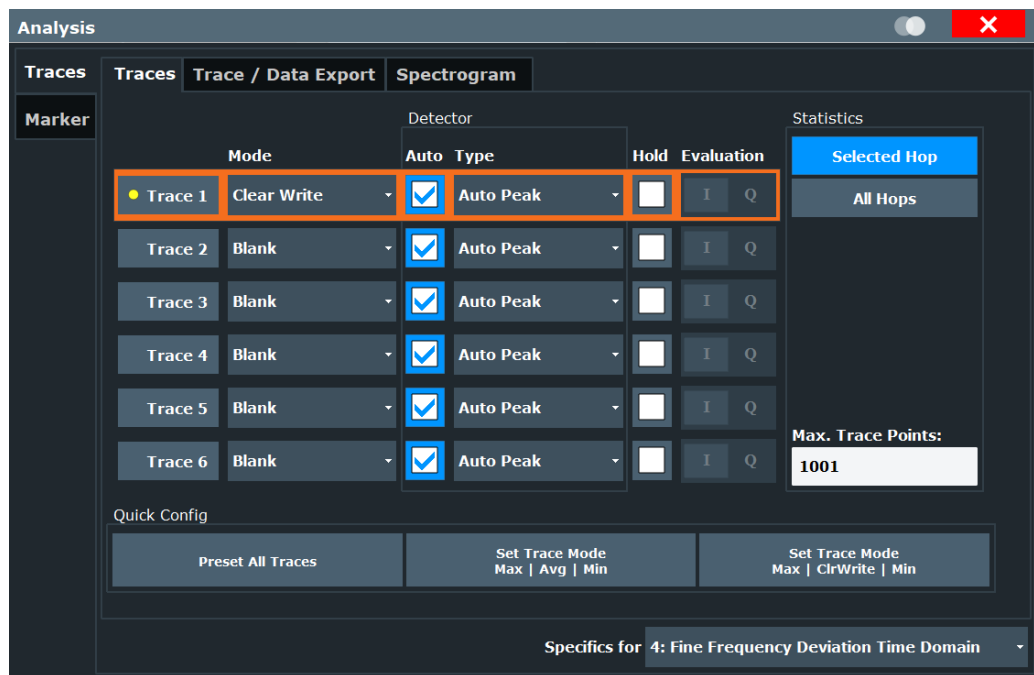 Analysis
Traces
Marker
Traces
Trace / Data Export
Spectrogram
Detector
Statistics
Mode
Auto
Type
Hold
Evaluation
Selected Hop
All Hops
Trace 1
Clear Write
Auto Peak
I
Q
Trace 2
Blank
Auto Peak
I
Q
Trace 3
Blank
Auto Peak
I
Q
Trace 4
Blank
Auto Peak
I
Q
Trace 5
Blank
Auto Peak
I
Q
Trace 6
Blank
Auto Peak
I
Q
Max. Trace Points:
1001
Quick Config
Preset All Traces
Set Trace Mode
Max | Avg | Min
Set Trace Mode
Max | ClrWrite | Min
Specifics for
4: Fine Frequency Deviation Time Domain